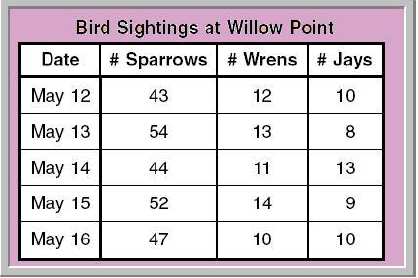 Bird Sightings at Willow Point
Date # Sparrows # Wrens # Jays
May 12 43 12 10
May 13 54 13 8
May 14 44 11 13
May 15 52 14 9
May 16 47 10 10